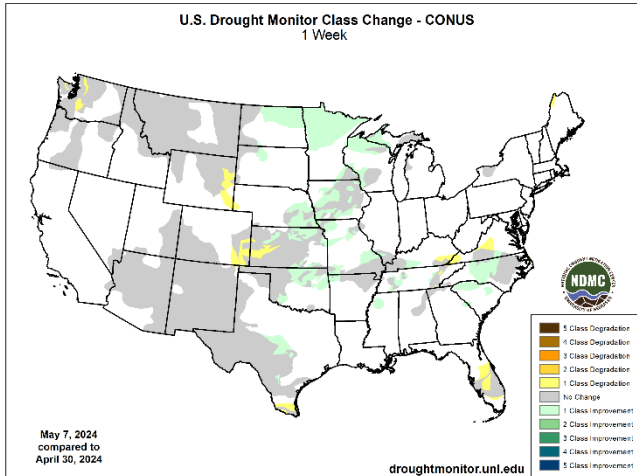 U.S. Drought Monitor Class Change - CONUS
1 Week
NDMC
5 Class Degradation
4 Class Degradation
3 Class Degradation
2 Class Degradation
1 Class Degradation
No Change
1 Class Improvement
2 Class Improvement
3 Class Improvement
4 Class Improvement
5 Class Improvement
May 7, 2024
compared to
April 30, 2024
droughtmonitor.unl.edu